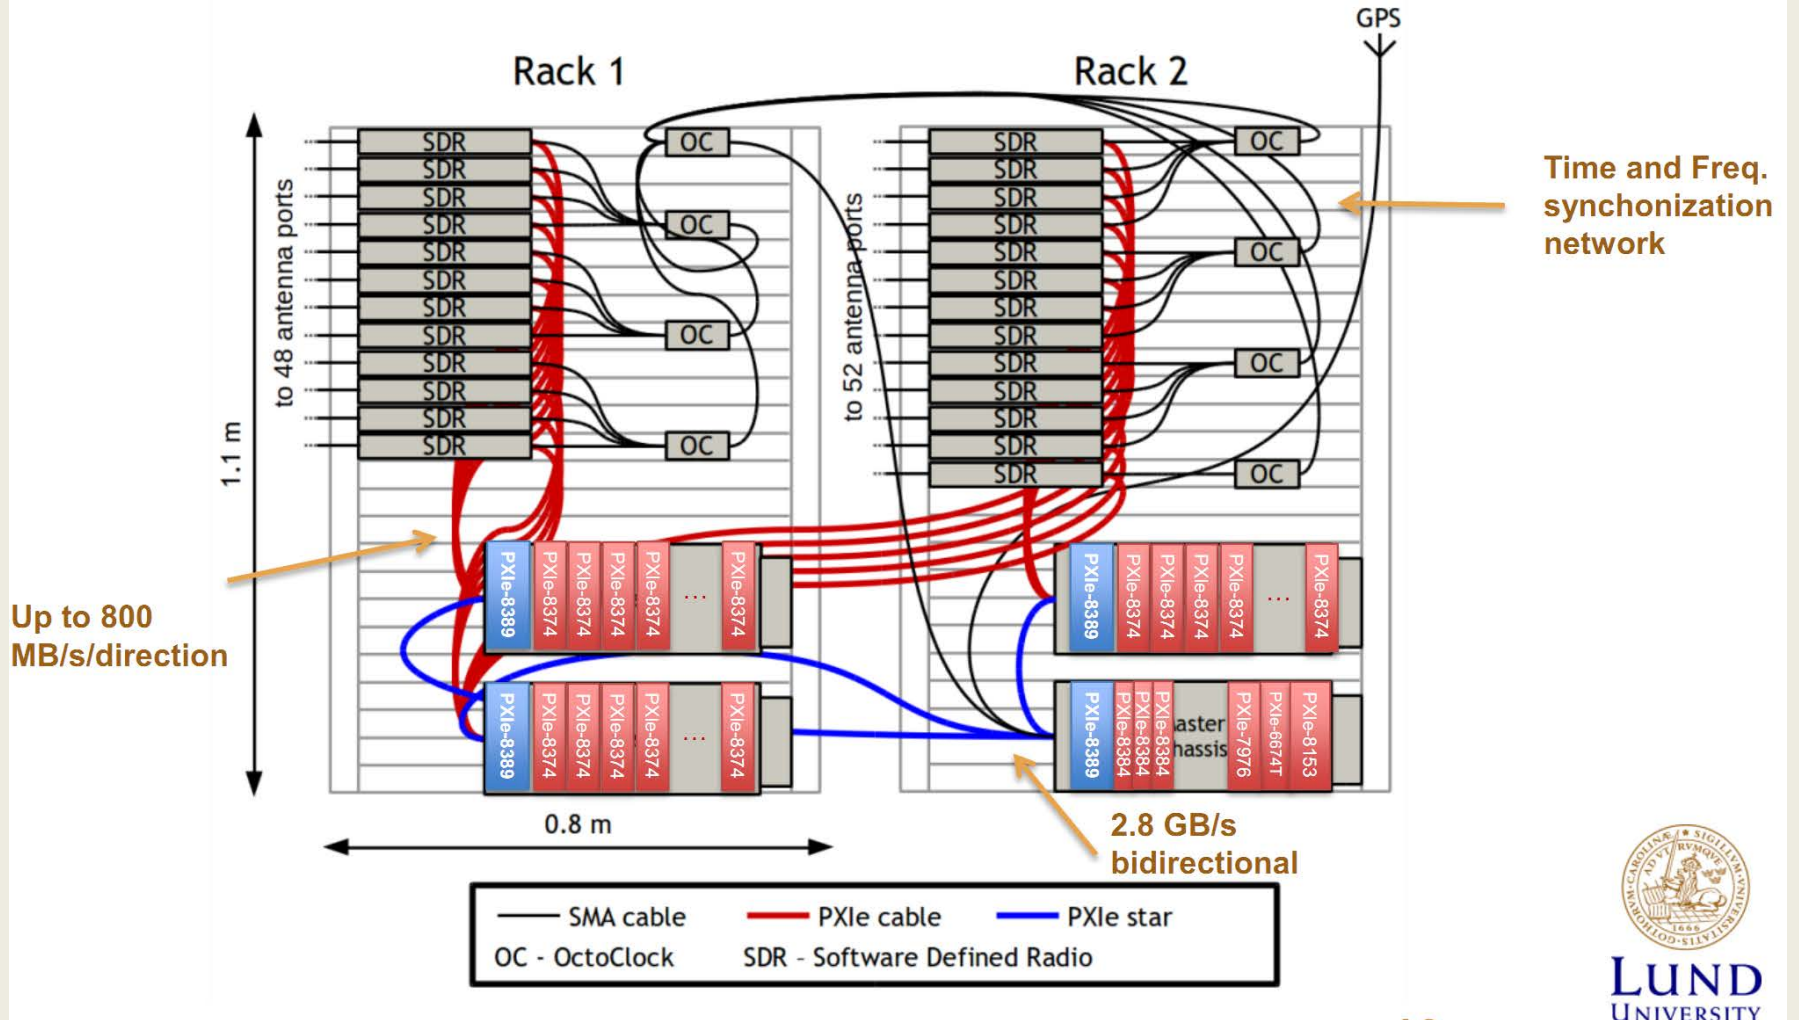 GPS
Rack 1
Rack 2
SDR
SDR
SDR
SDR
SDR
SDR
SDR
SDR
SDR
SDR
SDR
SDR
OC
OC
OC
OC
SDR
SDR
SDR
SDR
SDR
SDR
SDR
SDR
SDR
SDR
SDR
SDR
SDR
OC
OC
OC
OC
to 48 antenna ports
to 52 antenna ports
1.1 m
Time and Freq.
synchonization
network
Up to 800
MB/s/direction
PXIe-8389
PXIe-8374
PXIe-8374
PXIe-8374
PXIe-8374
...
PXIe-8374
PXIe-8389
PXIe-8374
PXIe-8374
PXIe-8374
PXIe-8374
...
PXIe-8374
PXIe-8389
PXIe-8374
PXIe-8374
PXIe-8374
PXIe-8374
...
PXIe-8374
PXIe-8389
PXIe-8384
PXIe-8384
PXIe-8384
aster
hassis
PXIe-7976
PXIe-6674T
PXIe-8153
0.8 m
2.8 GB/s
bidirectional
SMA cable
PXIe cable
PXIe star
OC - OctoClock
SDR - Software Defined Radio
1666
LUND
UNIVERSITY